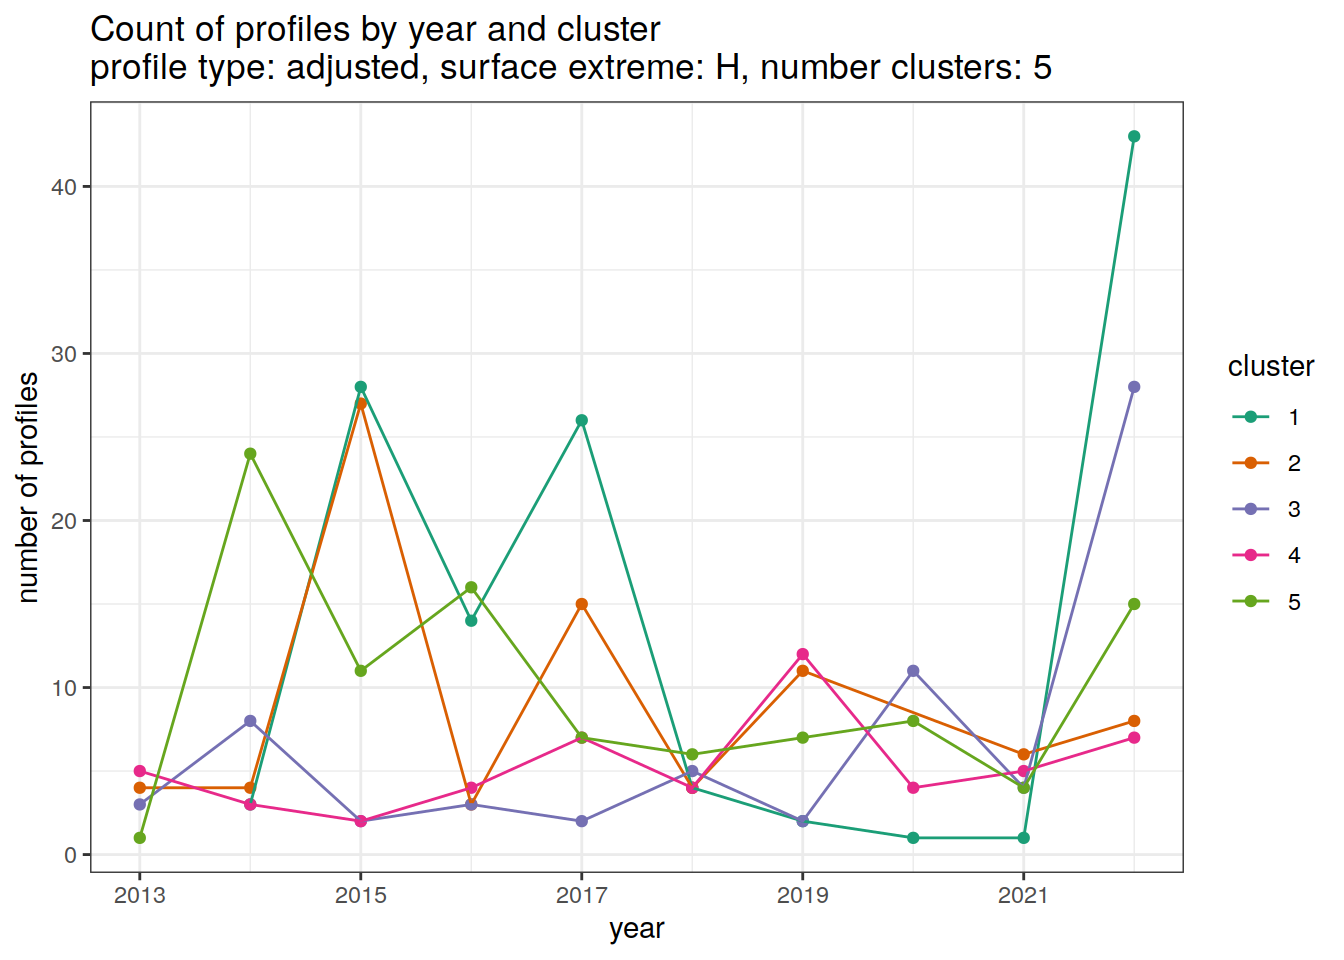 Count of profiles by year and cluster
profile type: adjusted, surface extreme: H, number clusters: 5
40
30
20
10
0
number of profiles
2013 2015 2017 2019 2021
year
cluster
1
2
3
4
5